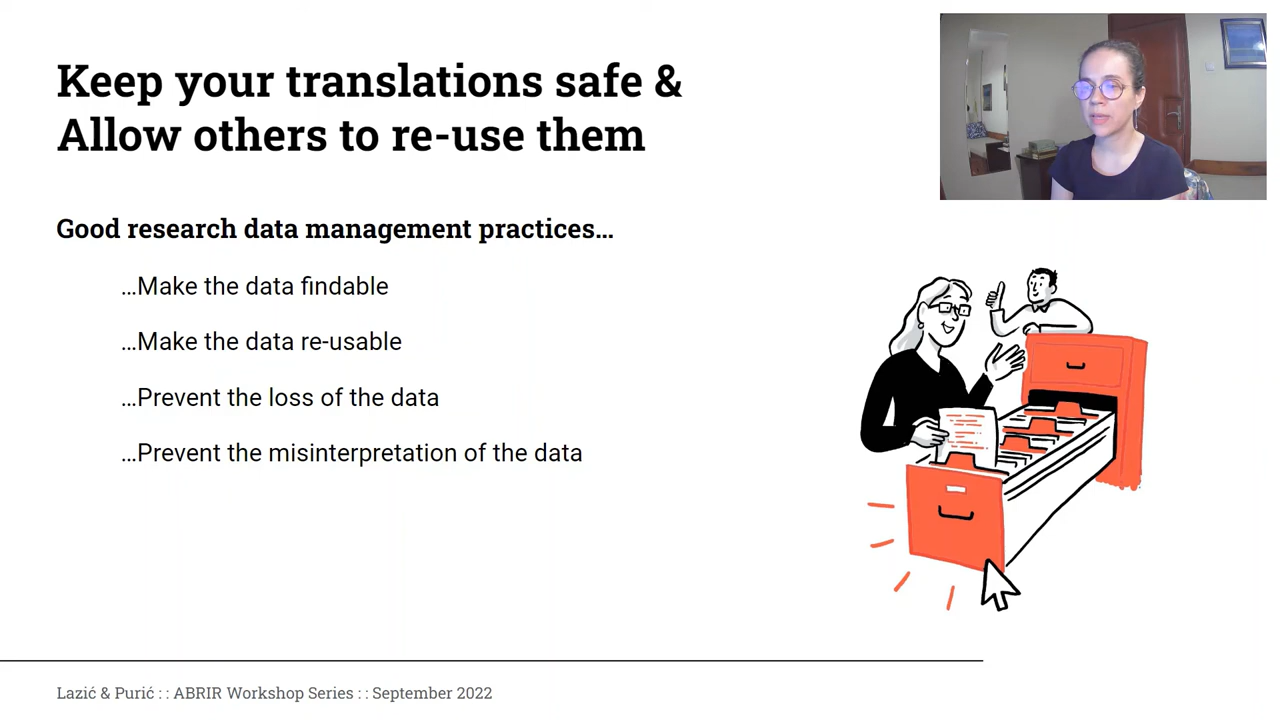 Keep your translations safe &
Allow others to re-use them
Good research data management practices...
...Make the data findable
...Make the data re-usable
...Prevent the loss of the data
...Prevent the misinterpretation of the data
Lazić & Purić : : ABRIR Workshop Series : : September 2022